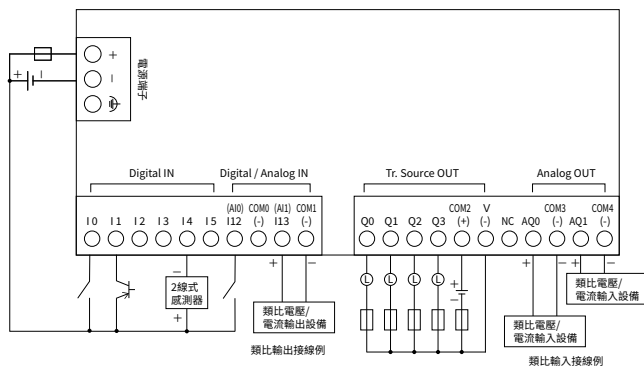 +
−
電源端子
+ −
Digital IN
Digital / Analog IN
Tr. Source OUT
Analog OUT
(AI0) COM0 (AI1) COM1
I0 I1 I2 I3 I4 I5 I12 (-) I13 (-)
COM2 V COM3 COM4
Q0 Q1 Q2 Q3 (+) (-) NC AQ0 (-) AQ1 (-)
−
2線式
感測器
+
+ −
類比電壓/
電流輸出設備
類比輸出接線例
L L L L
+
−
+ −
+ −
類比電壓/
電流輸入設備
類比電壓/
電流輸入設備
類比輸入接線例